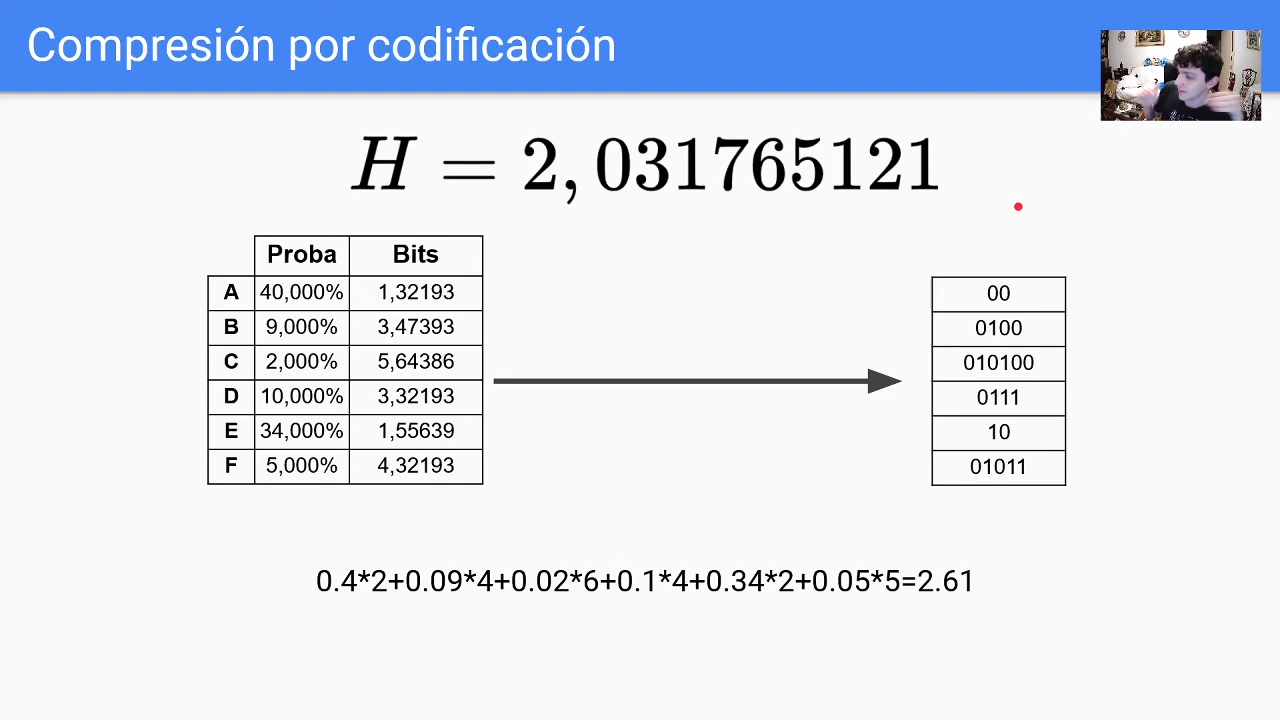 Compresión por codificación
H = 2,031765121
Proba Bits
A 40,000% 1,32193
B 9,000% 3,47393
C 2,000% 5,64386
D 10,000% 3,32193
E 34,000% 1,55639
F 5,000% 4,32193
00
0100
010100
0111
10
01011
0.4*2+0.09*4+0.02*6+0.1*4+0.34*2+0.05*5=2.61